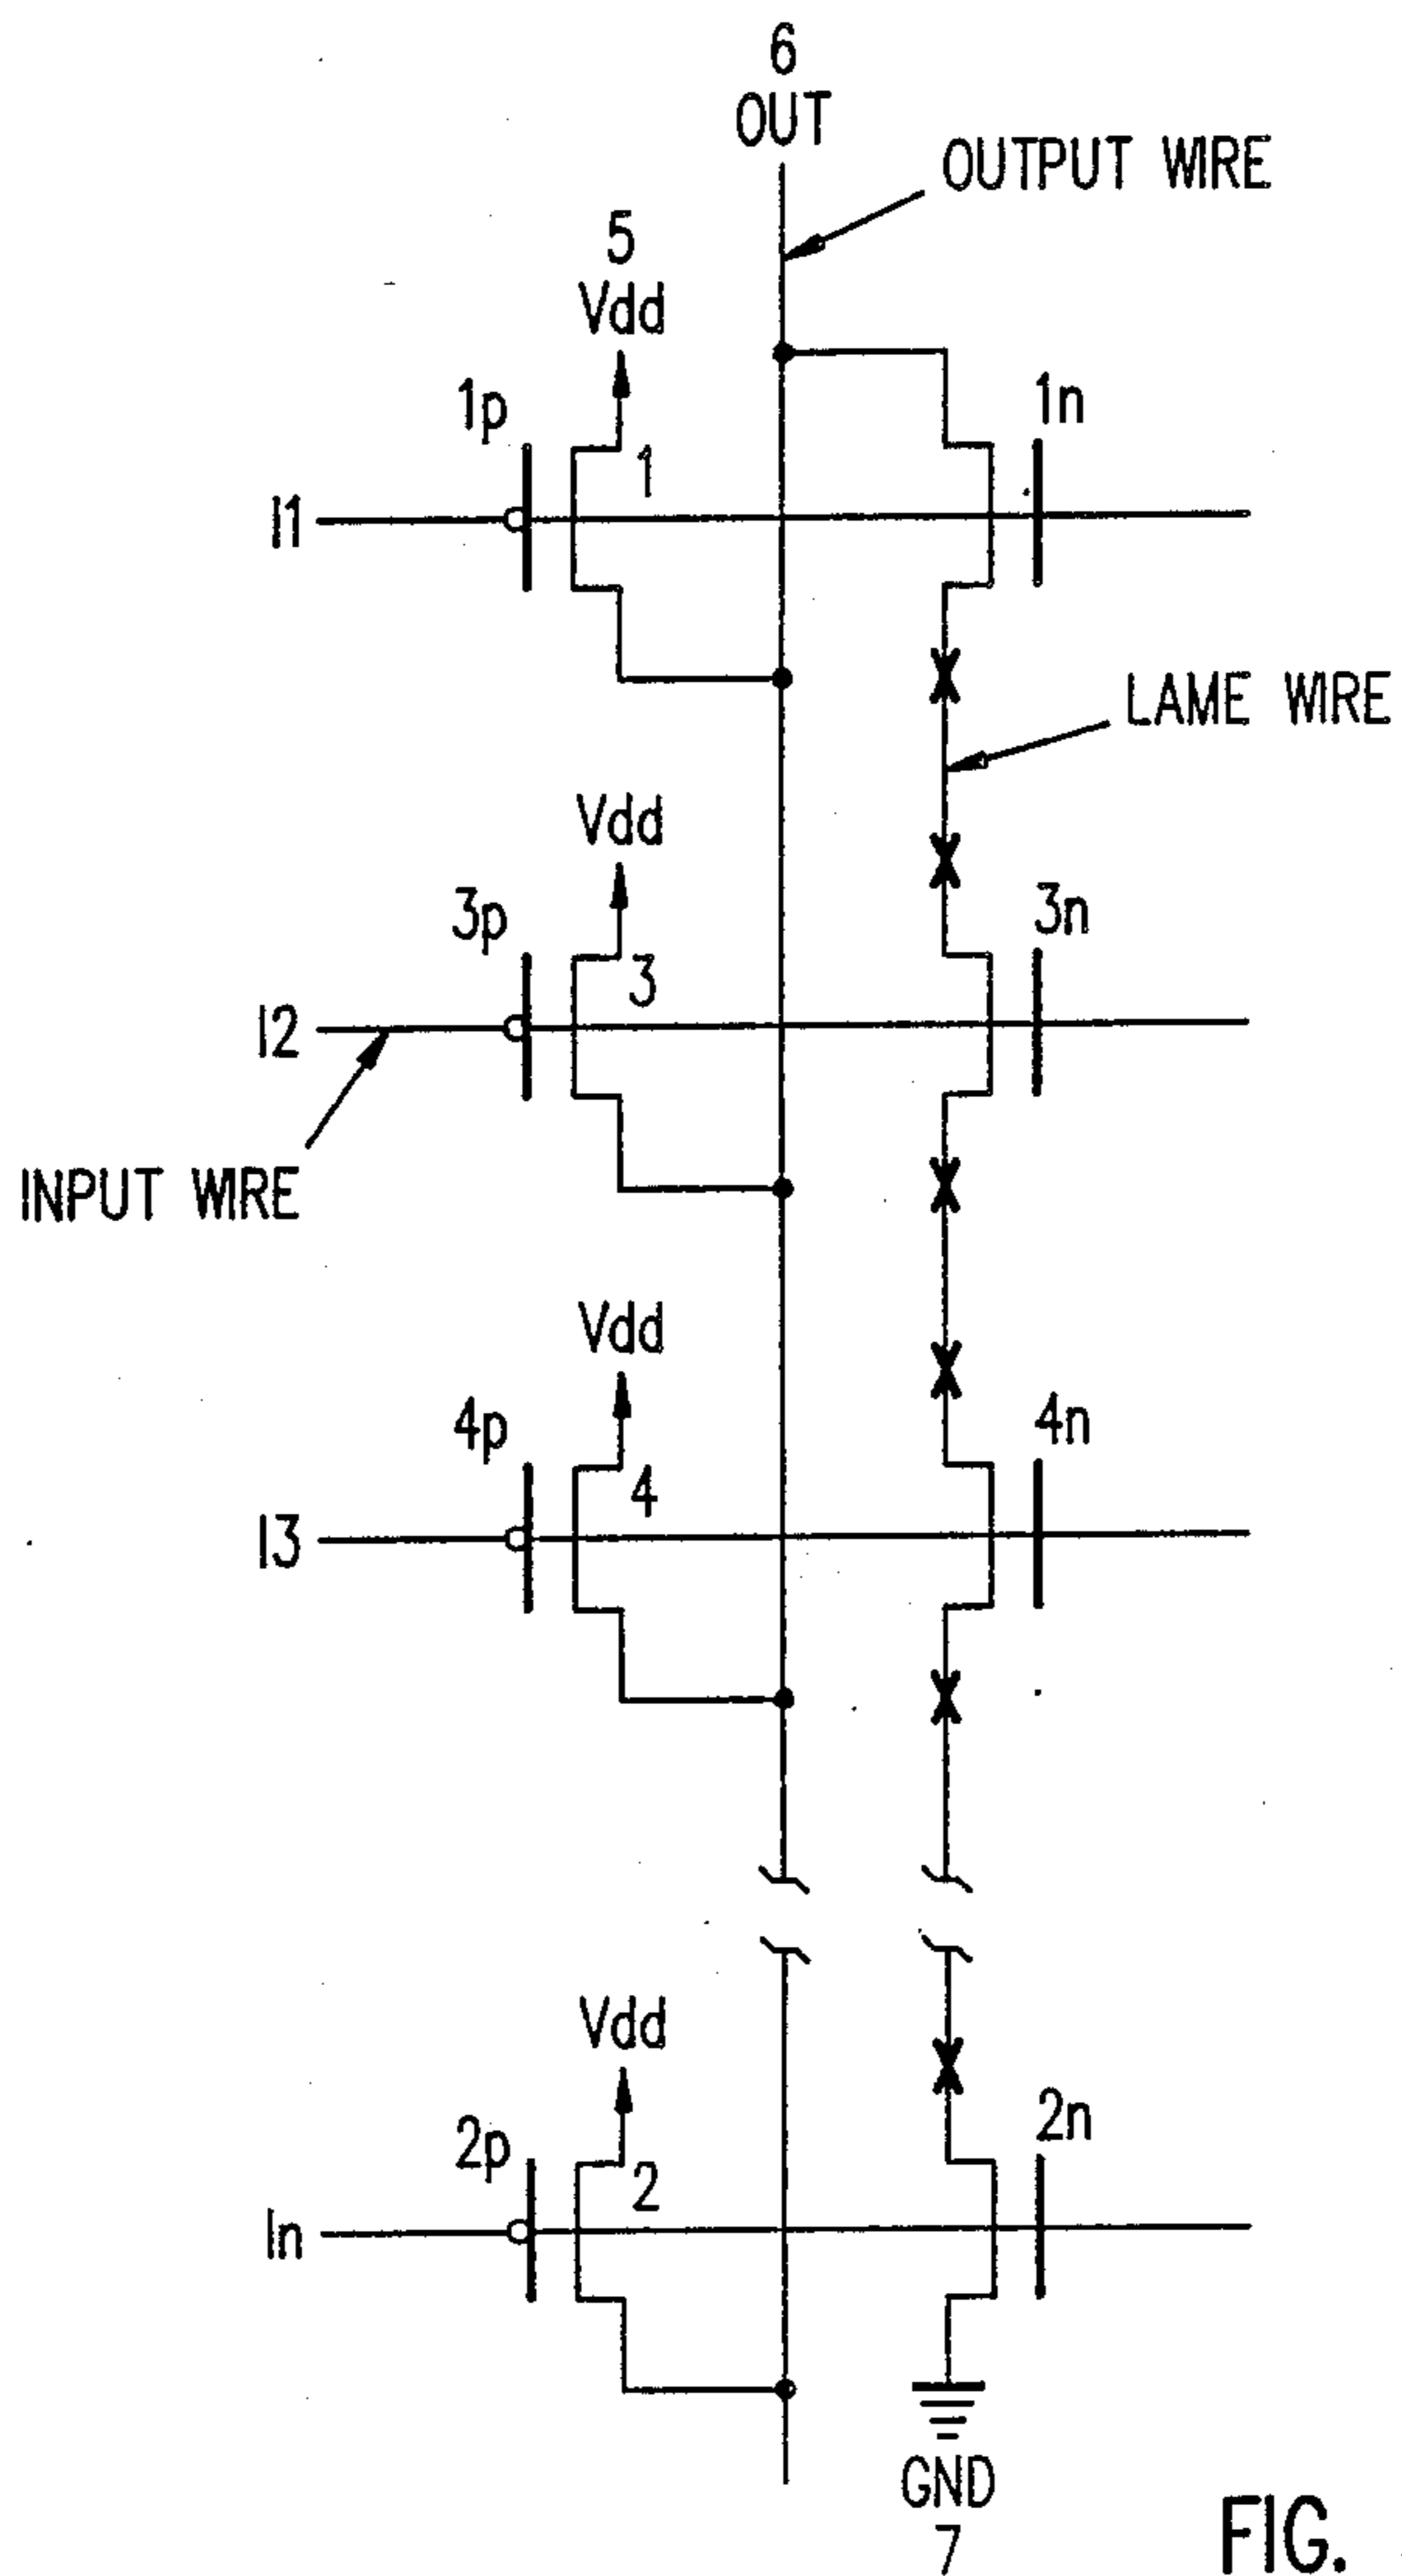 6
OUT
OUTPUT WIRE
5
Vdd
1p
1
1n
I1
LAME WIRE
Vdd
3p
3
3n
I2
INPUT WIRE
Vdd
4p
4
4n
I3
Vdd
2p
2
2n
In
GND
7
FIG.